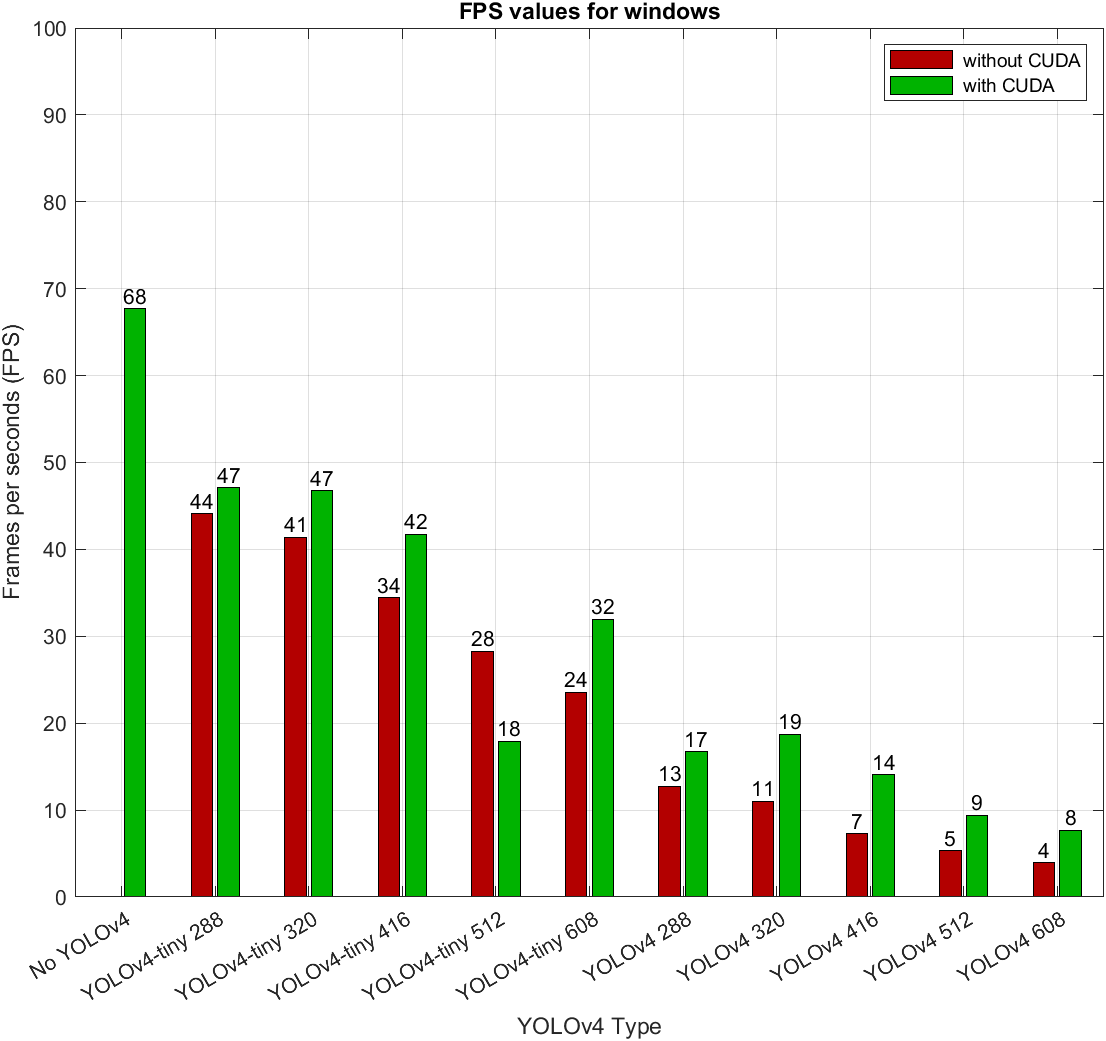 FPS values for windows
without CUDA
with CUDA
Frames per seconds (FPS)
100
90
80
70
60
50
40
30
20
10
0
68
44
47
41
47
34
42
28
18
24
32
13
17
11
19
7
14
5
9
4
8
No YOLOv4
YOLOv4-tiny 288
YOLOv4-tiny 320
YOLOv4-tiny 416
YOLOv4-tiny 512
YOLOv4-tiny 608
YOLOv4 288
YOLOv4 320
YOLOv4 416
YOLOv4 512
YOLOv4 608
YOLOv4 Type